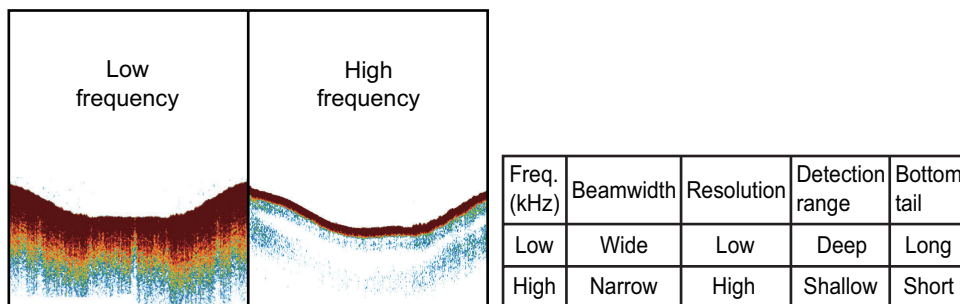 Low
frequency
High
frequency
Freq.
(kHz)
Beamwidth
Resolution
Detection
range
Bottom
tail
Low Wide Low Deep Long
High Narrow High Shallow Short